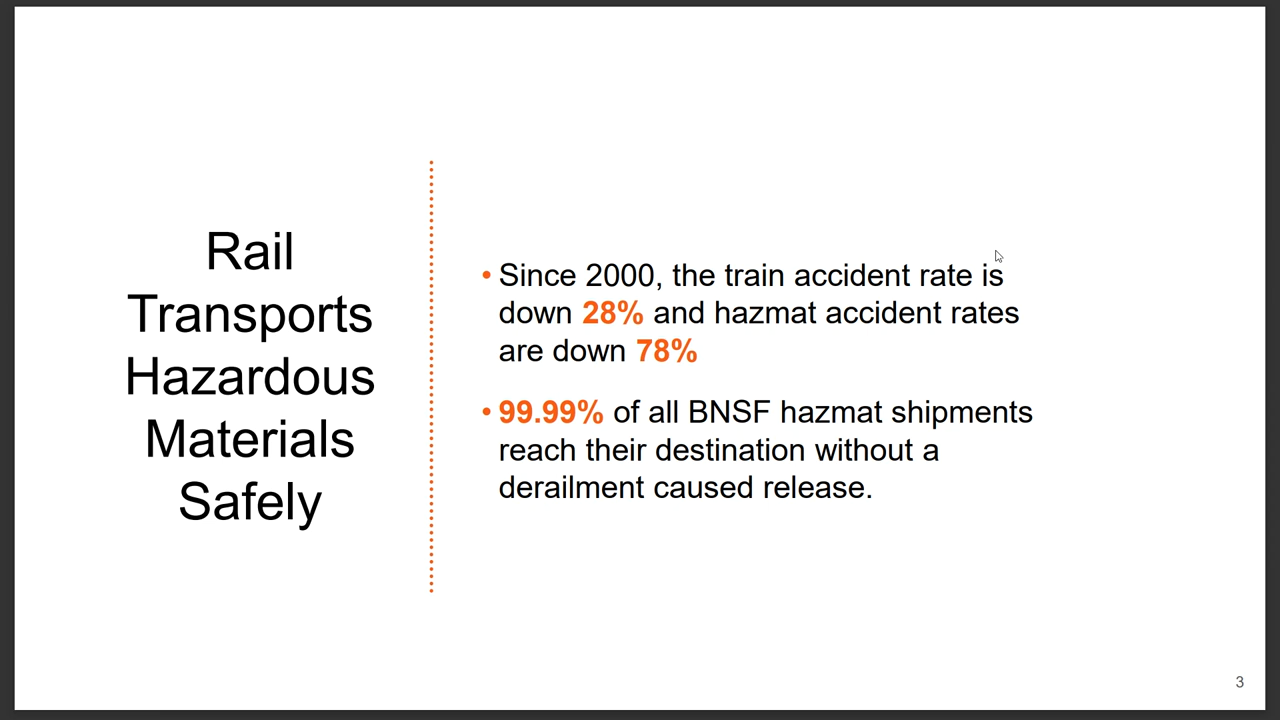 Rail
Transports
Hazardous
Materials
Safely
• Since 2000, the train accident rate is
down 28% and hazmat accident rates
are down 78%
• 99.99% of all BNSF hazmat shipments
reach their destination without a
derailment caused release.
3